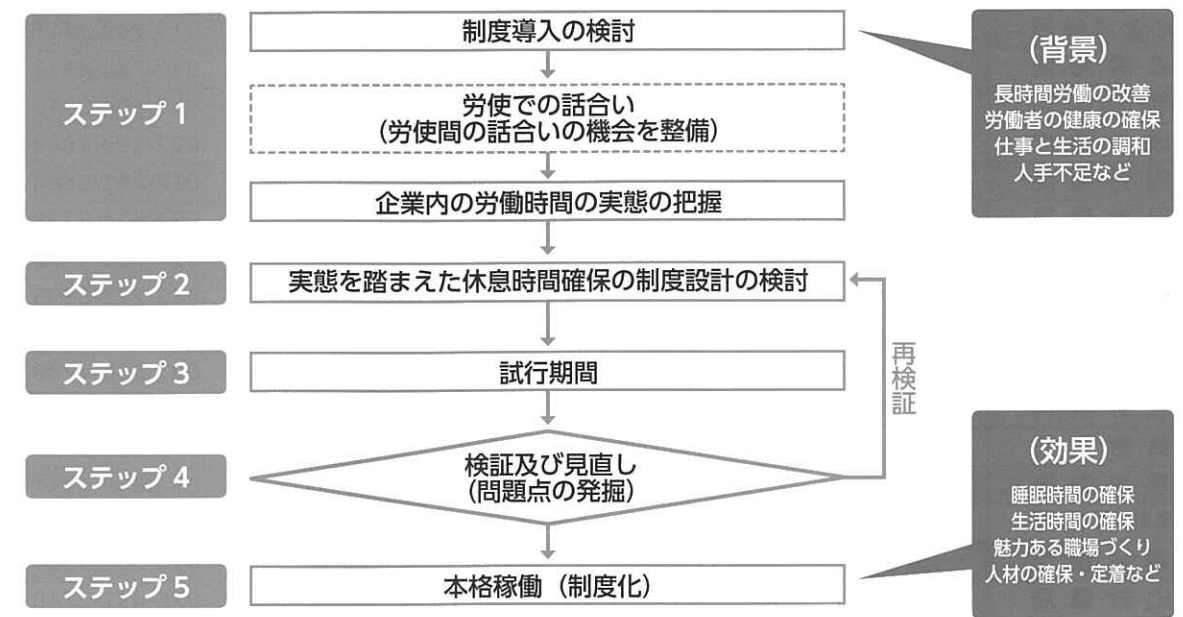 ステップ 1
制度導入の検討
労使での話合い
（労使間の話合いの機会を整備）
企業内の労働時間の実態の把握
（背景）
長時間労働の改善
労働者の健康の確保
仕事と生活の調和
人手不足など
ステップ 2
実態を踏まえた休息時間確保の制度設計の検討
ステップ 3
試行期間
再検証
ステップ 4
検証及び見直し
（問題点の発掘）
ステップ 5
本格稼働（制度化）
（効果）
睡眠時間の確保
生活時間の確保
魅力ある職場づくり
人材の確保・定着など